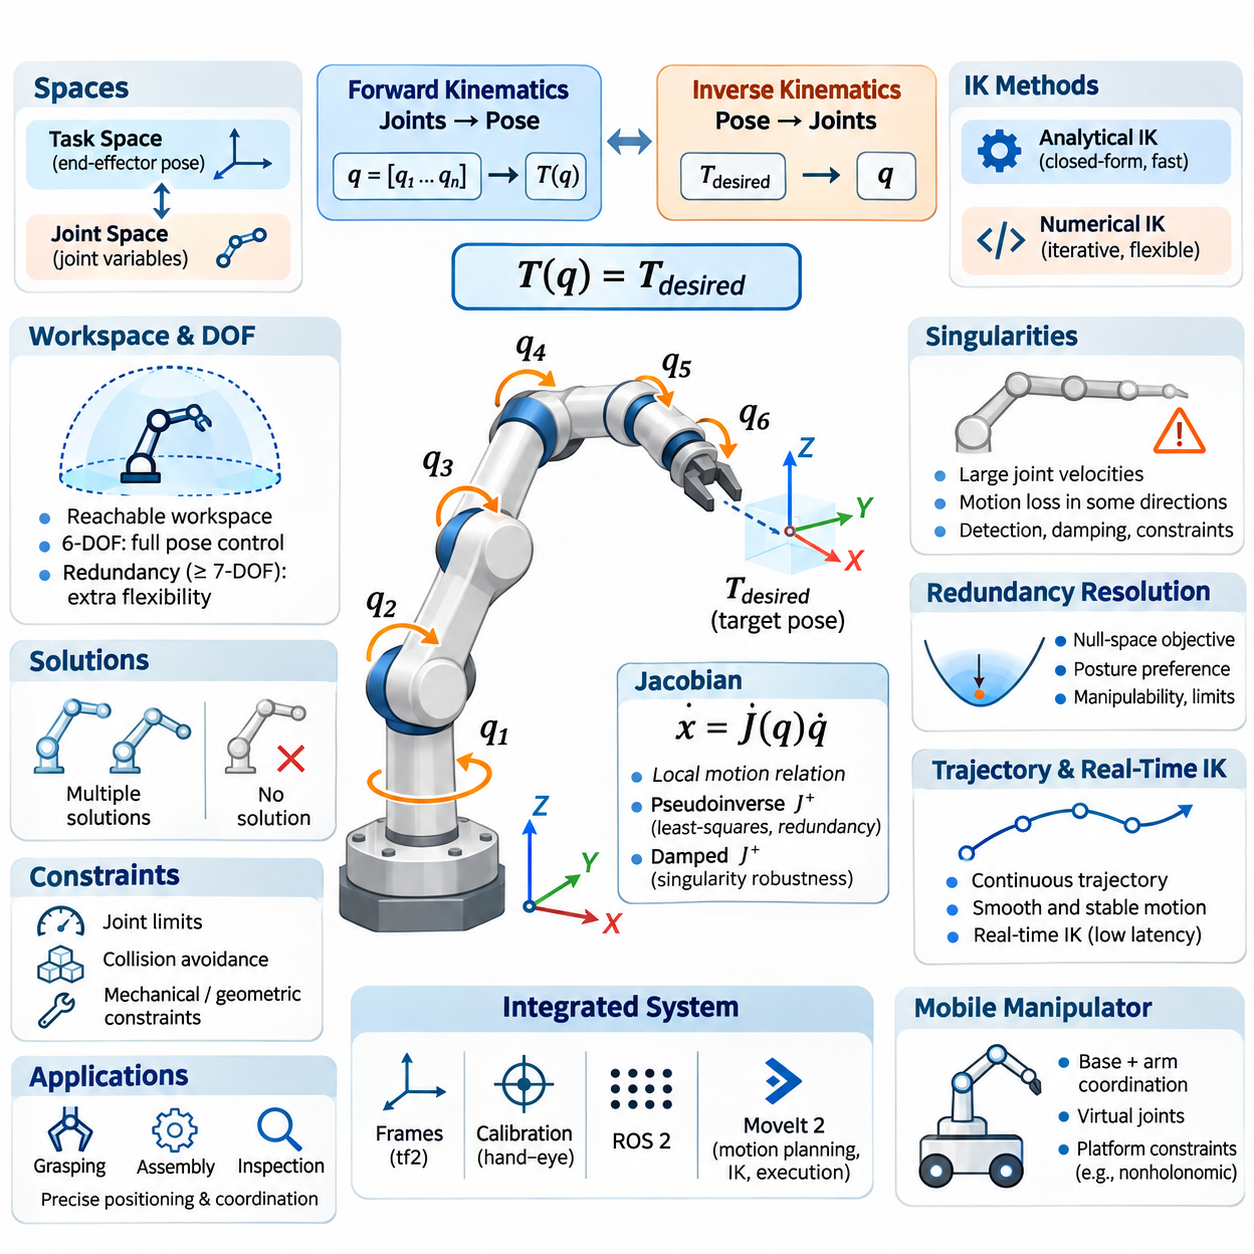 Spaces
Task Space
(end-effector pose)
Joint Space
(joint variables)
Forward Kinematics
Joints → Pose
q = [q₁ ... qₙ] → T(q)
Inverse Kinematics
Pose → Joints
T_desired → q
IK Methods
Analytical IK
(closed-form, fast)
Numerical IK
(iterative, flexible)
T(q) = T_desired
Workspace & DOF
Reachable workspace
6-DOF: full pose control
Redundancy (≥ 7-DOF):
extra flexibility
q₄
q₅
q₆
q₃
q₂
q₁
Z
Y
X
T_desired
(target pose)
Z
Y
X
Singularities
Large joint velocities
Motion loss in some directions
Detection, damping, constraints
Solutions
Multiple
solutions
No
solution
Jacobian
ẋ = J̇(q)q̇
Local motion relation
Pseudoinverse J⁺
(least-squares, redundancy)
Damped J⁺
(singularity robustness)
Redundancy Resolution
Null-space objective
Posture preference
Manipulability, limits
Trajectory & Real-Time IK
Continuous trajectory
Smooth and stable motion
Real-time IK (low latency)
Constraints
Joint limits
Collision avoidance
Mechanical / geometric
constraints
Applications
Grasping
Assembly
Inspection
Precise positioning & coordination
Integrated System
Frames
(tf2)
Calibration
(hand-eye)
ROS 2
MoveIt 2
(motion planning,
IK, execution)
Mobile Manipulator
Base + arm
coordination
Virtual joints
Platform constraints
(e.g., nonholonomic)